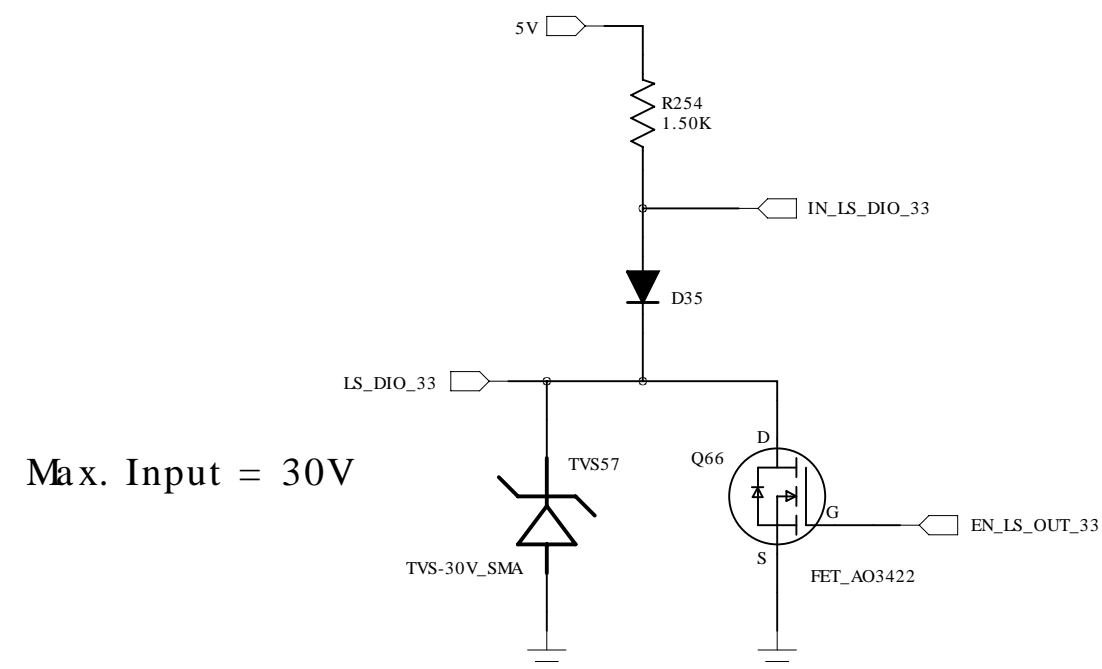 5V
R254
1.50K
IN_LS_DIO_33
D35
LS_DIO_33
Max. Input = 30V
TVS57
TVS-30V_SMA
Q66
D
G
S
EN_LS_OUT_33
FET_AO3422